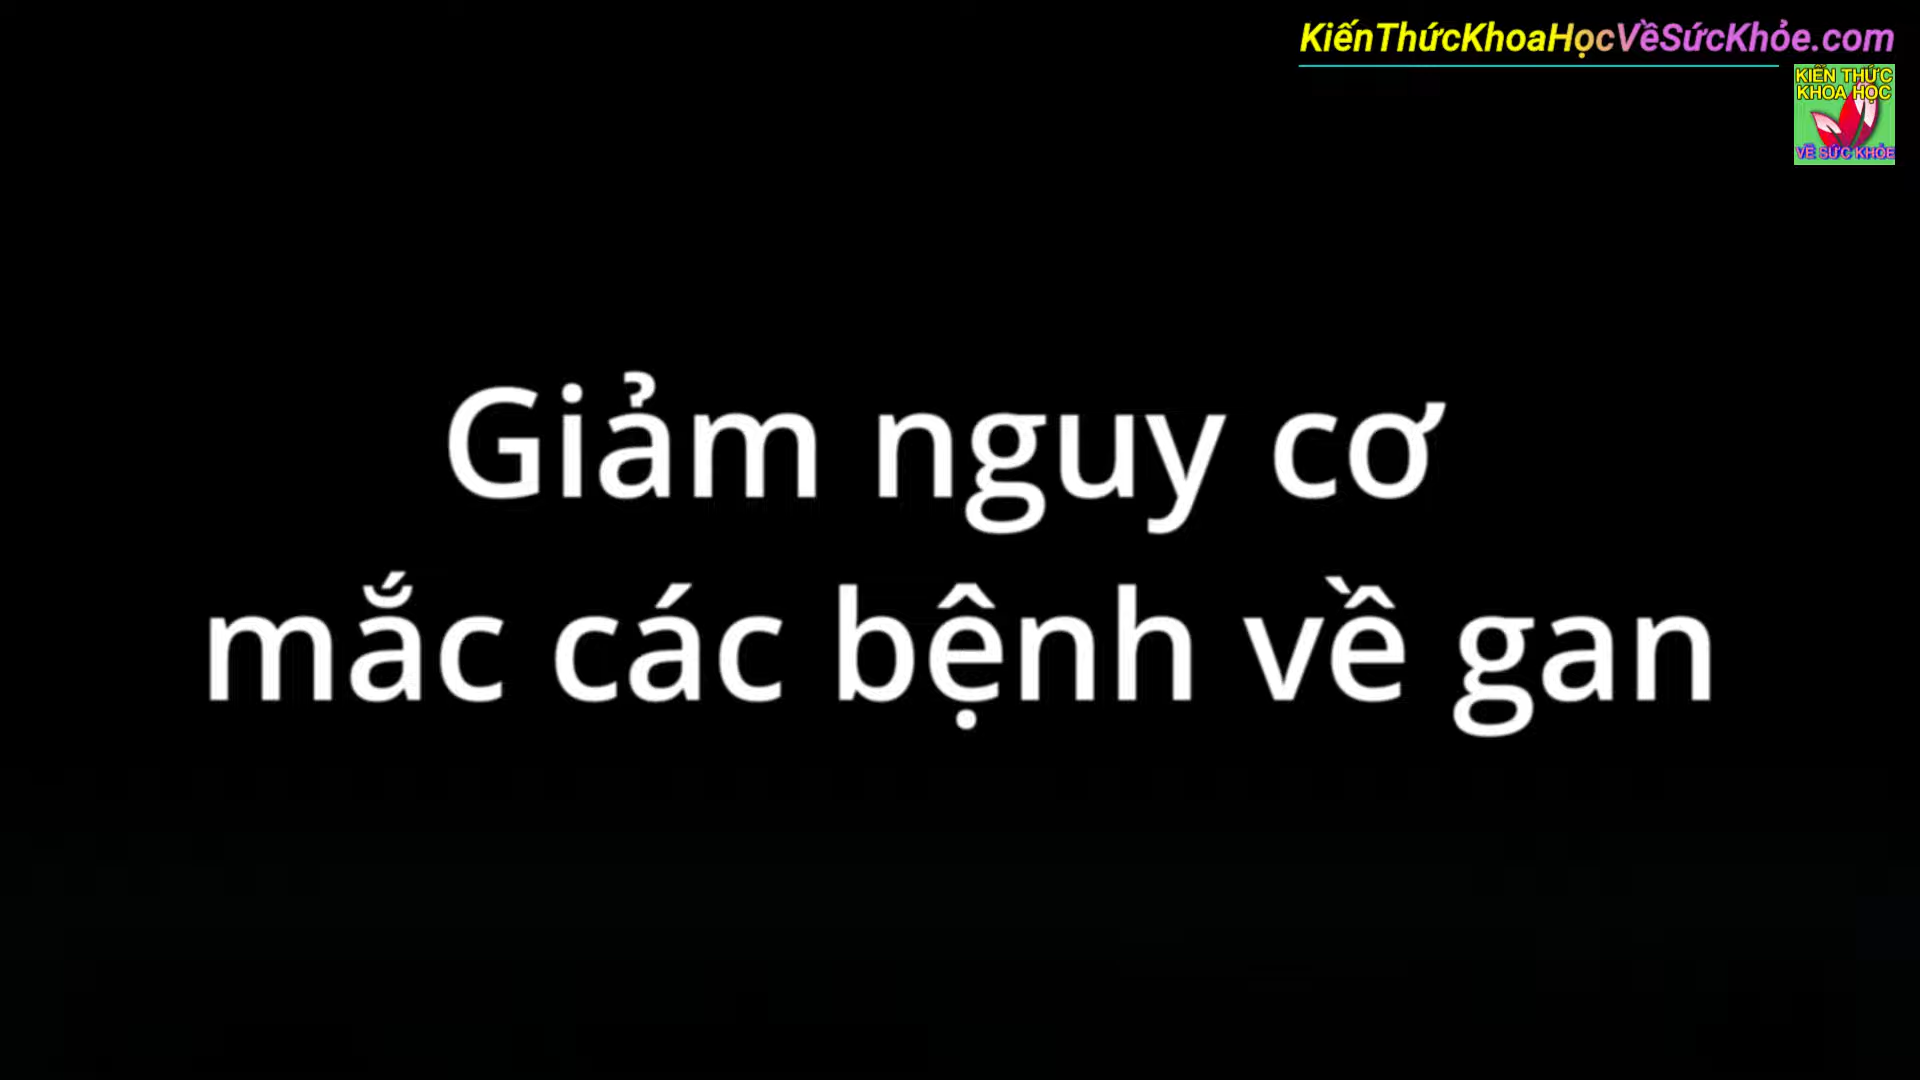 KiếnThứcKhoaHọcVềSứcKhỏe.com
KIẾN THỨC
KHOA HỌC
VỀ SỨC KHỎE
Giảm nguy cơ
mắc các bệnh về gan